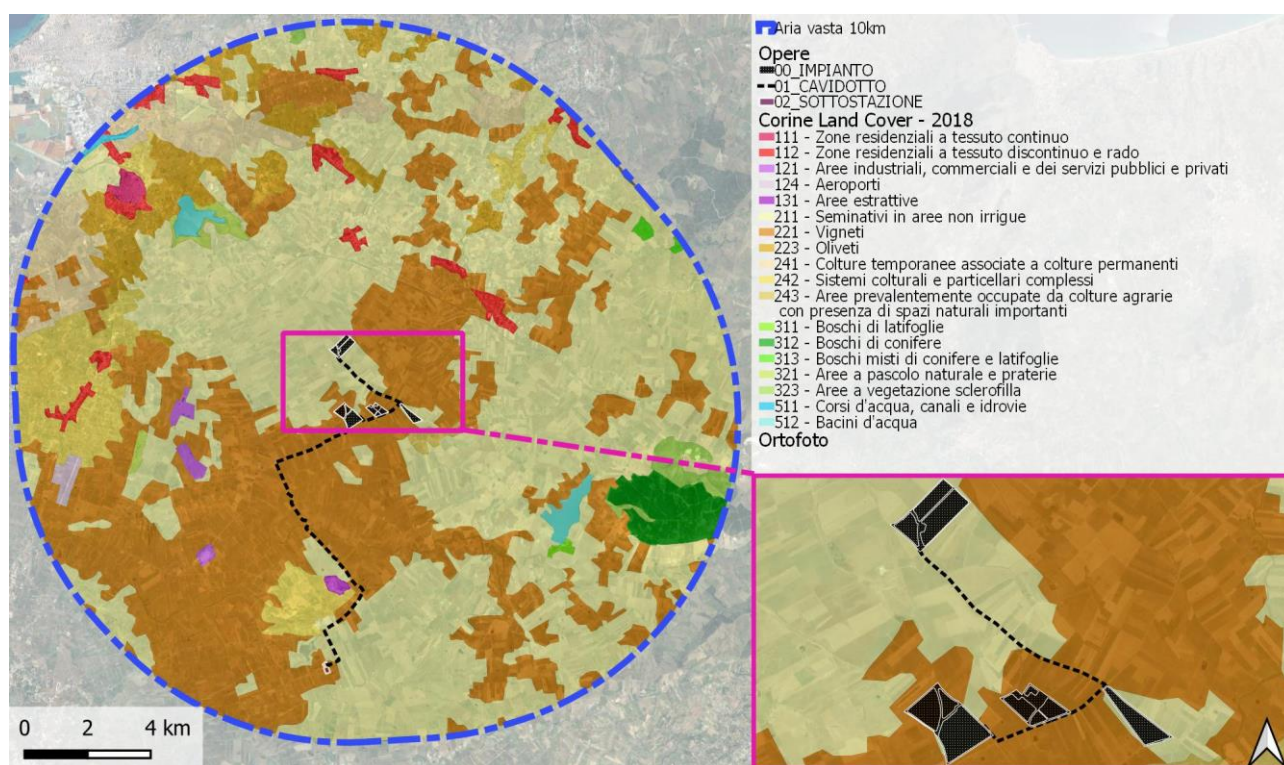 Aria vasta 10km
Opere
00_IMPIANTO
01_CAVIDOTTO
02_SOTTOSTAZIONE
Corine Land Cover - 2018
111 - Zone residenziali a tessuto continuo
112 - Zone residenziali a tessuto discontinuo e rado
121 - Aree industriali, commerciali e dei servizi pubblici e privati
124 - Aeroporti
131 - Aree estrattive
211 - Seminativi in aree non irrigue
221 - Vigneti
223 - Oliveti
241 - Colture temporanee associate a colture permanenti
242 - Sistemi colturali e particellari complessi
243 - Aree prevalentemente occupate da colture agrarie
con presenza di spazi naturali importanti
311 - Boschi di latifoglie
312 - Boschi di conifere
313 - Boschi misti di conifere e latifoglie
321 - Aree a pascolo naturale e praterie
323 - Aree a vegetazione sclerofilla
511 - Corsi d'acqua, canali e idrovie
512 - Bacini d'acqua
Ortofoto
0 2 4 km